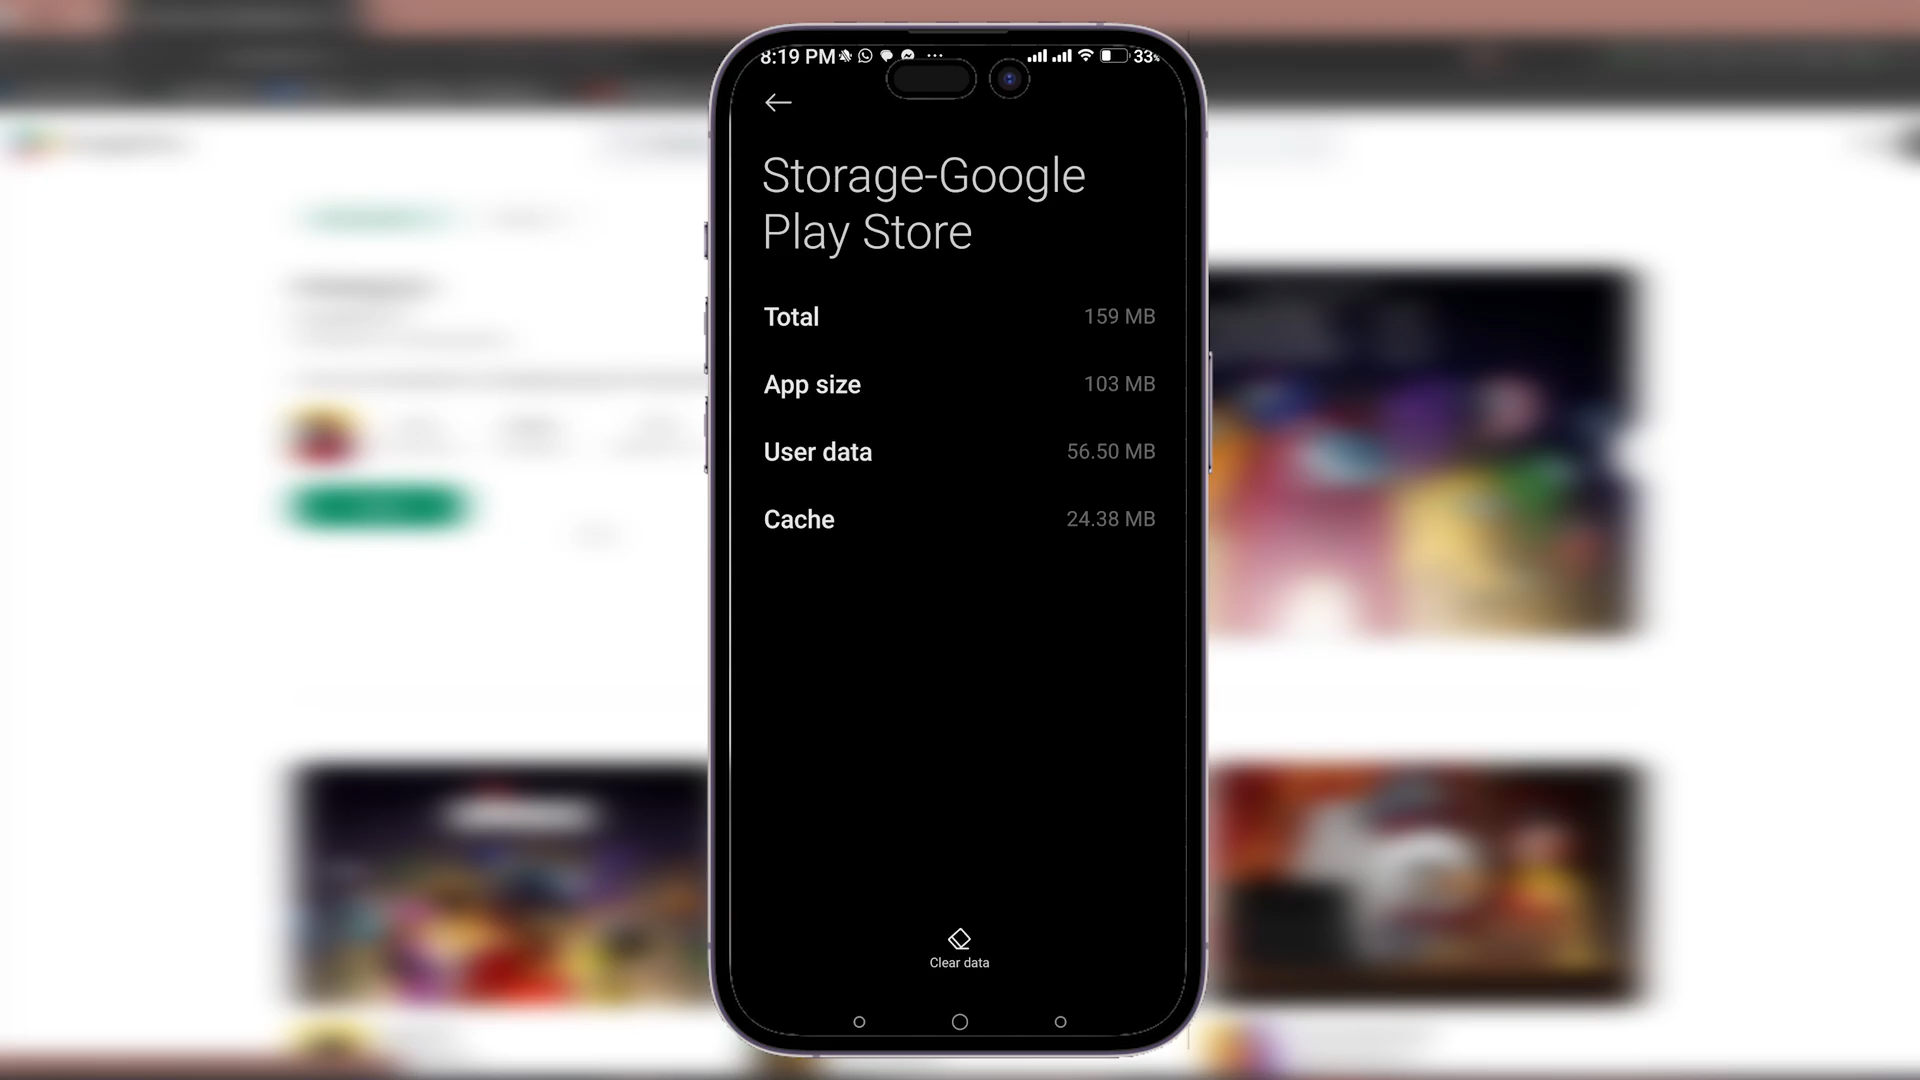 8:19 PM
33%
Storage-Google
Play Store
Total 159 MB
App size 103 MB
User data 56.50 MB
Cache 24.38 MB
Clear data